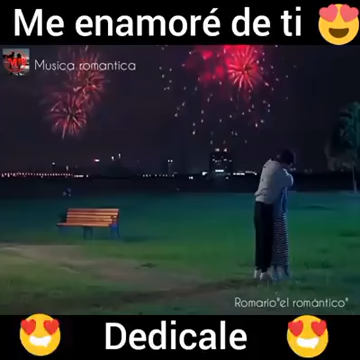 Me enamoré de ti 😍
Musica romantica
Romario"el romántico"
😍 Dedicale 😍